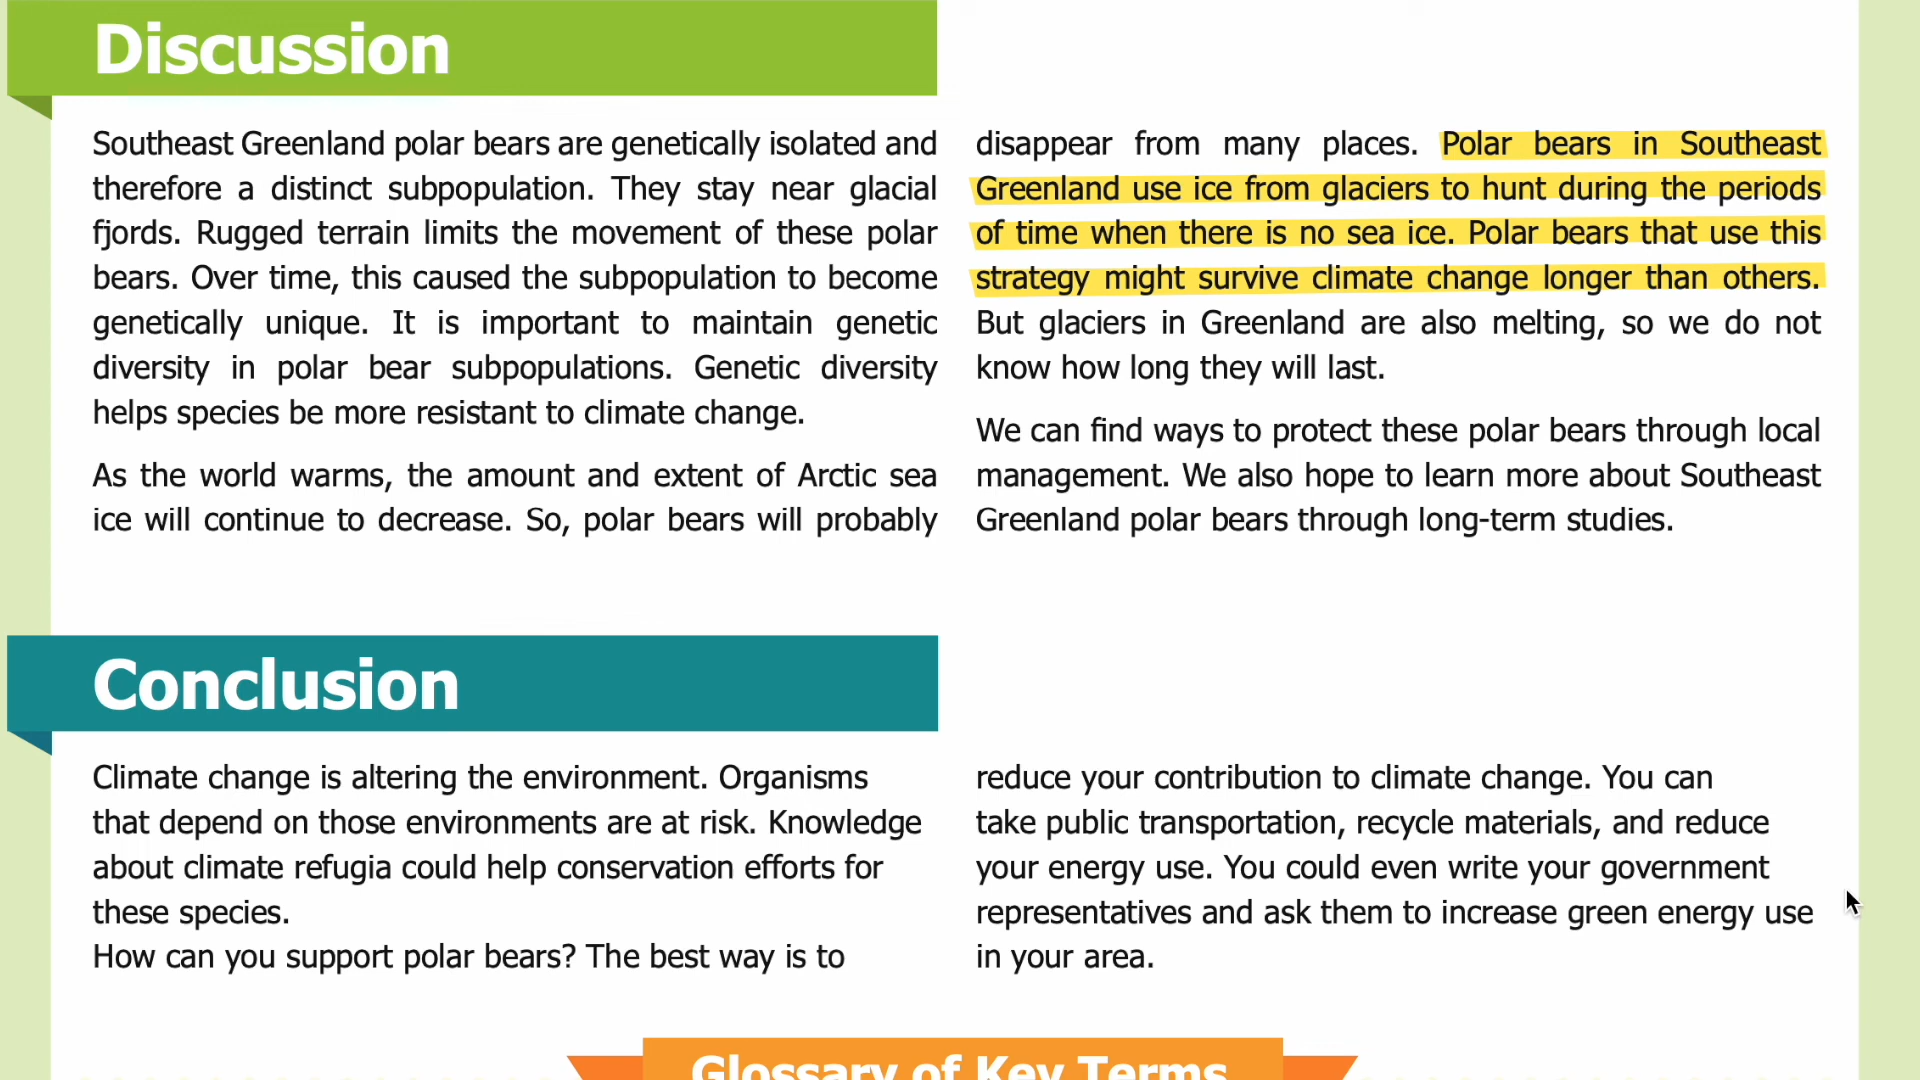 Discussion
Southeast Greenland polar bears are genetically isolated and
therefore a distinct subpopulation. They stay near glacial
fjords. Rugged terrain limits the movement of these polar
bears. Over time, this caused the subpopulation to become
genetically unique. It is important to maintain genetic
diversity in polar bear subpopulations. Genetic diversity
helps species be more resistant to climate change.
As the world warms, the amount and extent of Arctic sea
ice will continue to decrease. So, polar bears will probably
disappear from many places. Polar bears in Southeast
Greenland use ice from glaciers to hunt during the periods
of time when there is no sea ice. Polar bears that use this
strategy might survive climate change longer than others.
But glaciers in Greenland are also melting, so we do not
know how long they will last.
We can find ways to protect these polar bears through local
management. We also hope to learn more about Southeast
Greenland polar bears through long-term studies.
Conclusion
Climate change is altering the environment. Organisms
that depend on those environments are at risk. Knowledge
about climate refugia could help conservation efforts for
these species.
How can you support polar bears? The best way is to
reduce your contribution to climate change. You can
take public transportation, recycle materials, and reduce
your energy use. You could even write your government
representatives and ask them to increase green energy use
in your area.
Glossary of Key Terms